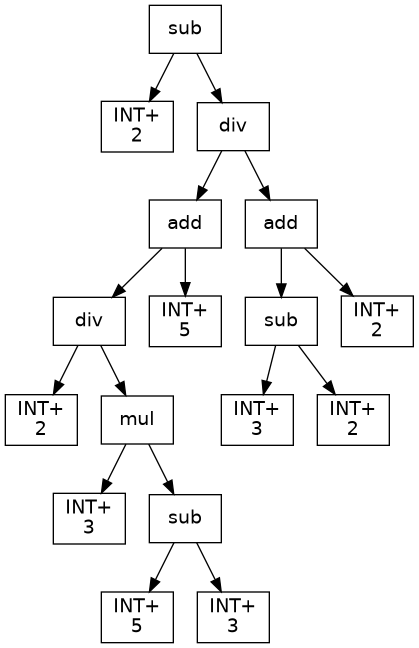 sub
INT+
2
div
add
add
div
INT+
5
sub
INT+
2
INT+
2
mul
INT+
3
INT+
2
INT+
3
sub
INT+
5
INT+
3